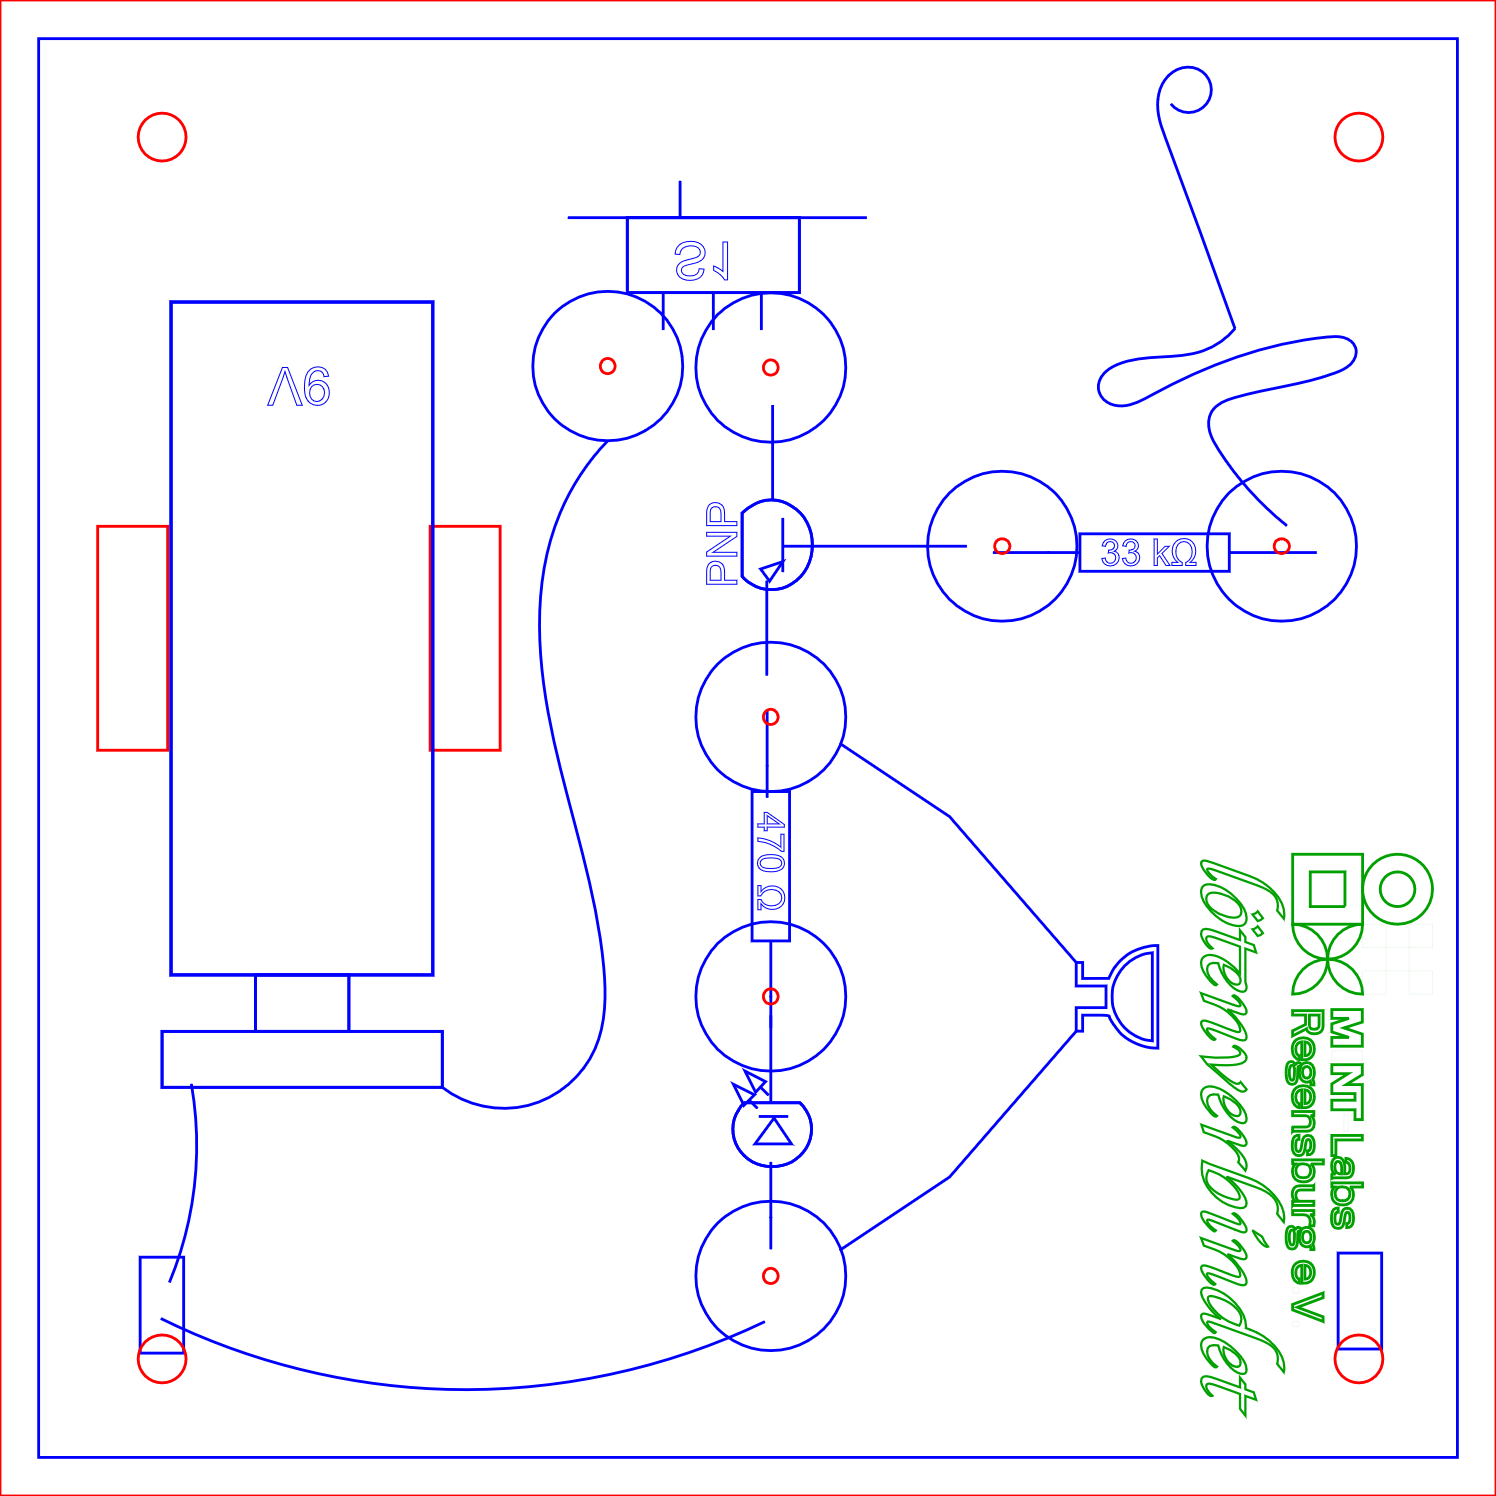 S1
9V
PNP
33 kΩ
470 Ω
M NT Labs
Regensburg e V
lötenverbindet